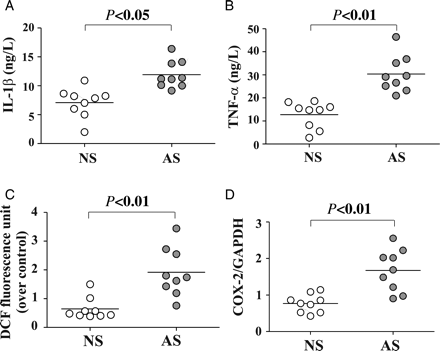 A
P<0.05
IL-1β (ng/L)
20
15
10
5
0
NS
AS
B
P<0.01
TNF-α (ng/L)
50
40
30
20
10
0
NS
AS
C
P<0.01
DCF fluorescence unit
(over control)
4
3
2
1
0
NS
AS
D
P<0.01
COX-2/GAPDH
3
2
1
0
NS
AS